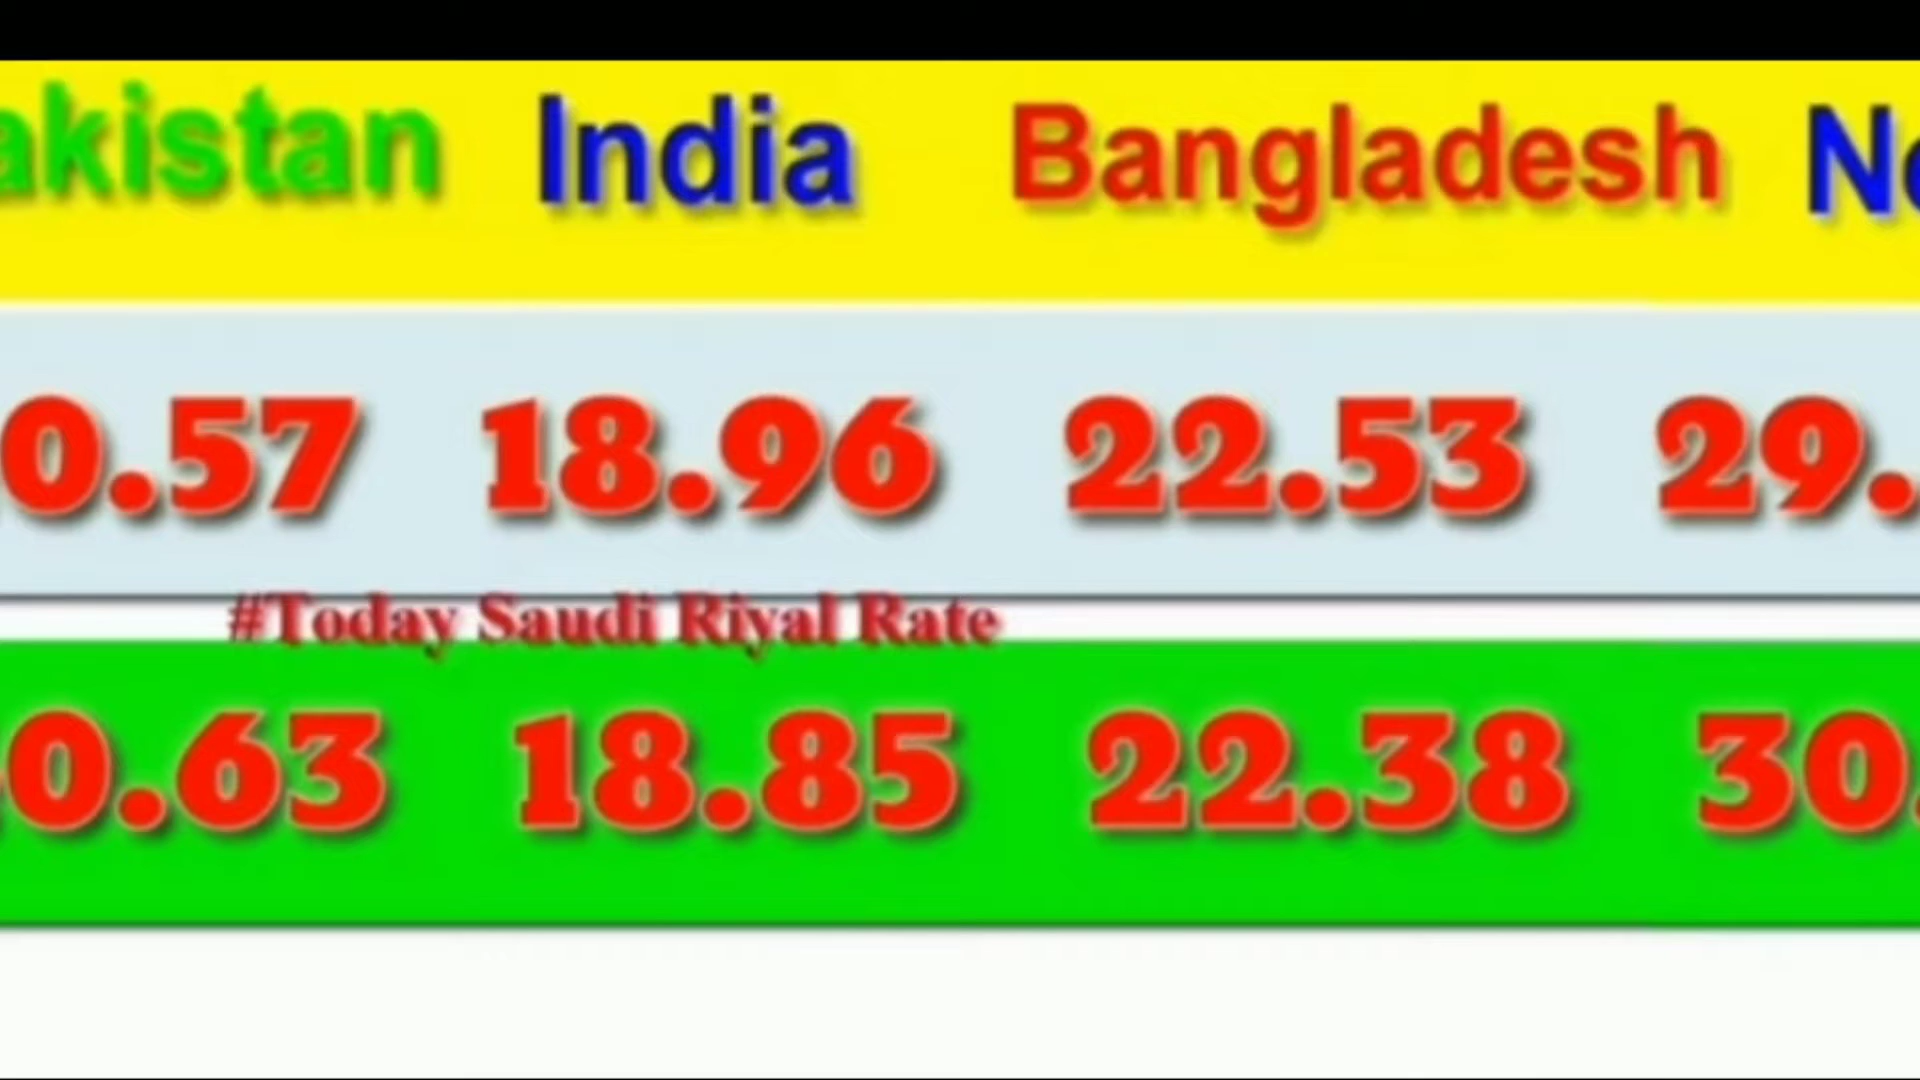 akistan India Bangladesh Ne
0.57 18.96 22.53 29.
#Today Saudi Riyal Rate
0.63 18.85 22.38 30.